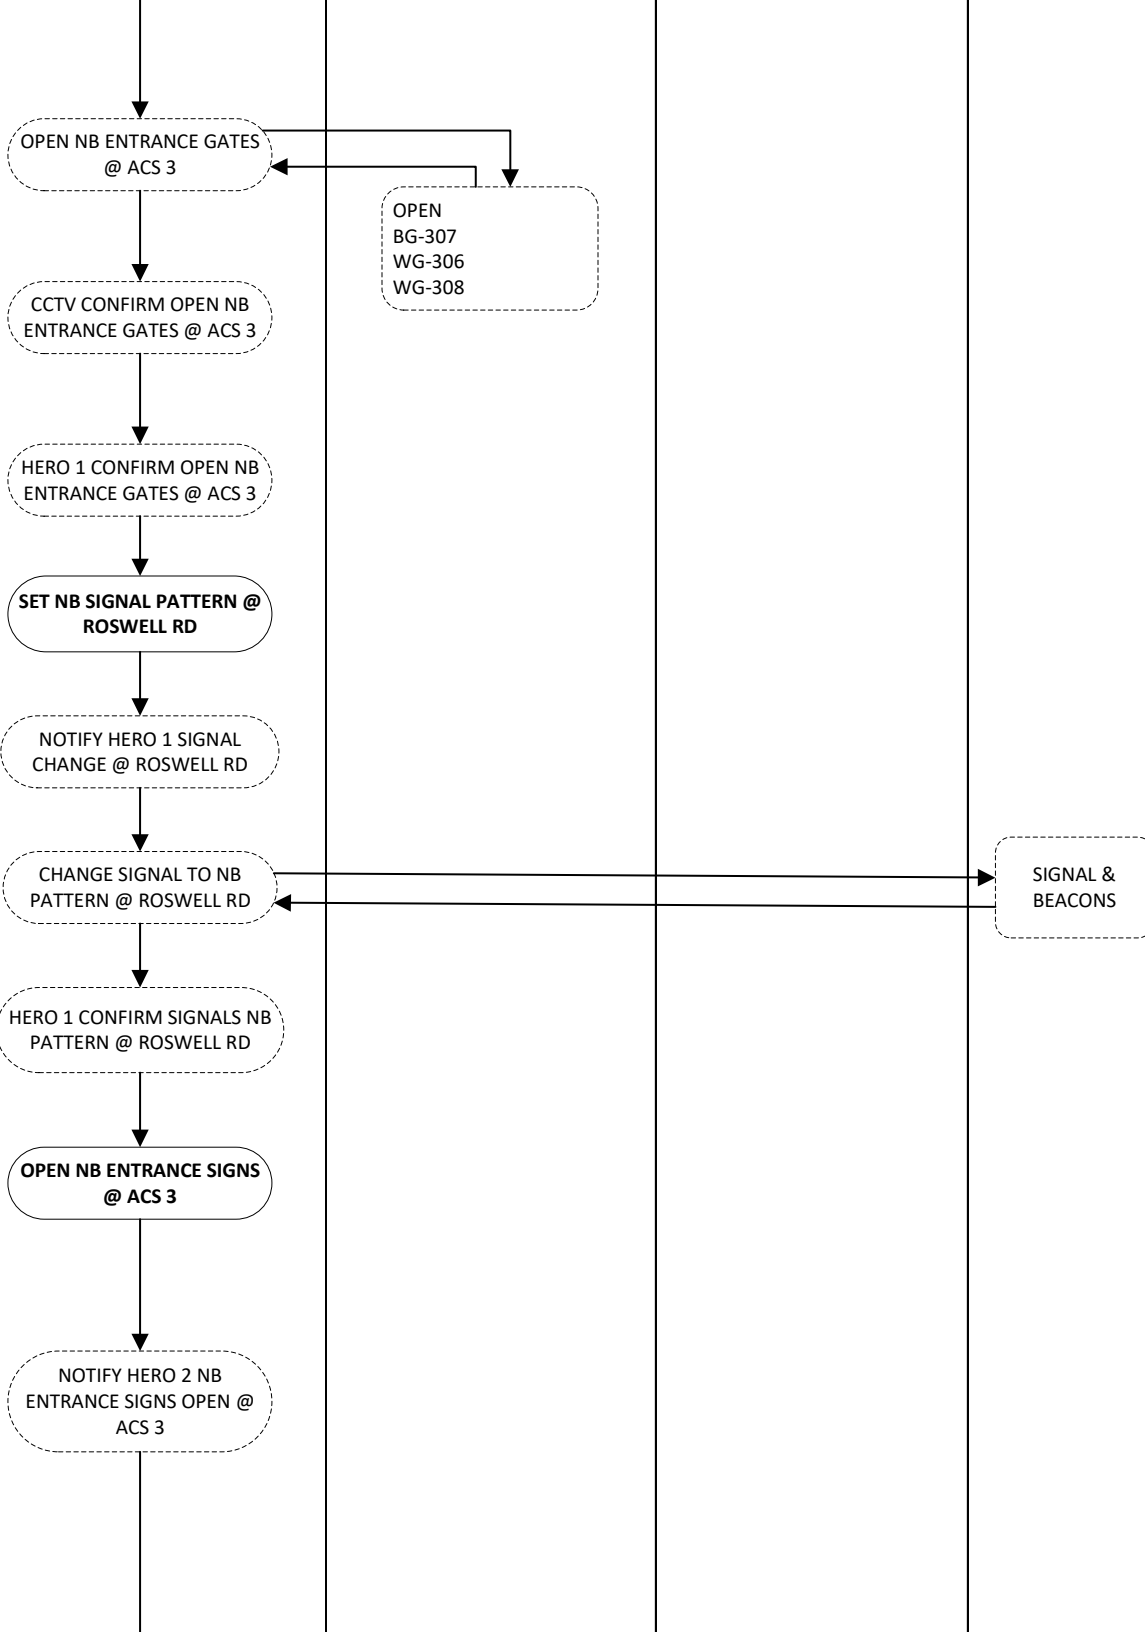 OPEN NB ENTRANCE GATES
@ ACS 3
OPEN
BG-307
WG-306
WG-308
CCTV CONFIRM OPEN NB
ENTRANCE GATES @ ACS 3
HERO 1 CONFIRM OPEN NB
ENTRANCE GATES @ ACS 3
SET NB SIGNAL PATTERN @
ROSWELL RD
NOTIFY HERO 1 SIGNAL
CHANGE @ ROSWELL RD
CHANGE SIGNAL TO NB
PATTERN @ ROSWELL RD
SIGNAL &
BEACONS
HERO 1 CONFIRM SIGNALS NB
PATTERN @ ROSWELL RD
OPEN NB ENTRANCE SIGNS
@ ACS 3
NOTIFY HERO 2 NB
ENTRANCE SIGNS OPEN @
ACS 3